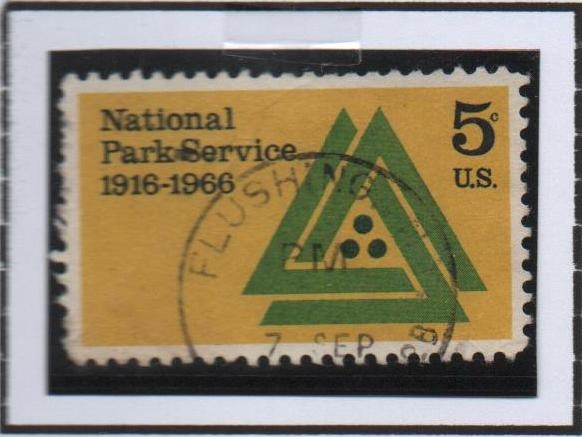 National
Park Service
1916-1966
5c
U.S.
FLUSHING
PM
7 SEP